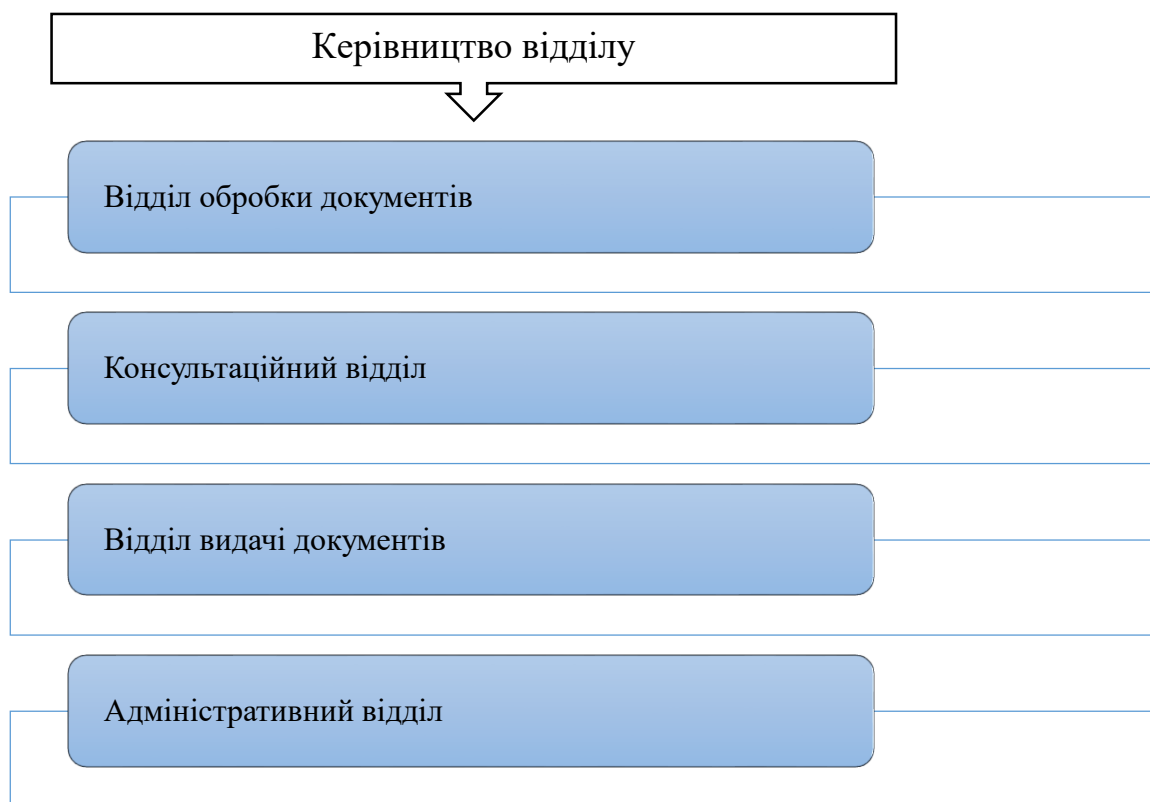 Керівництво відділу
Відділ обробки документів
Консультаційний відділ
Відділ видачі документів
Адміністративний відділ